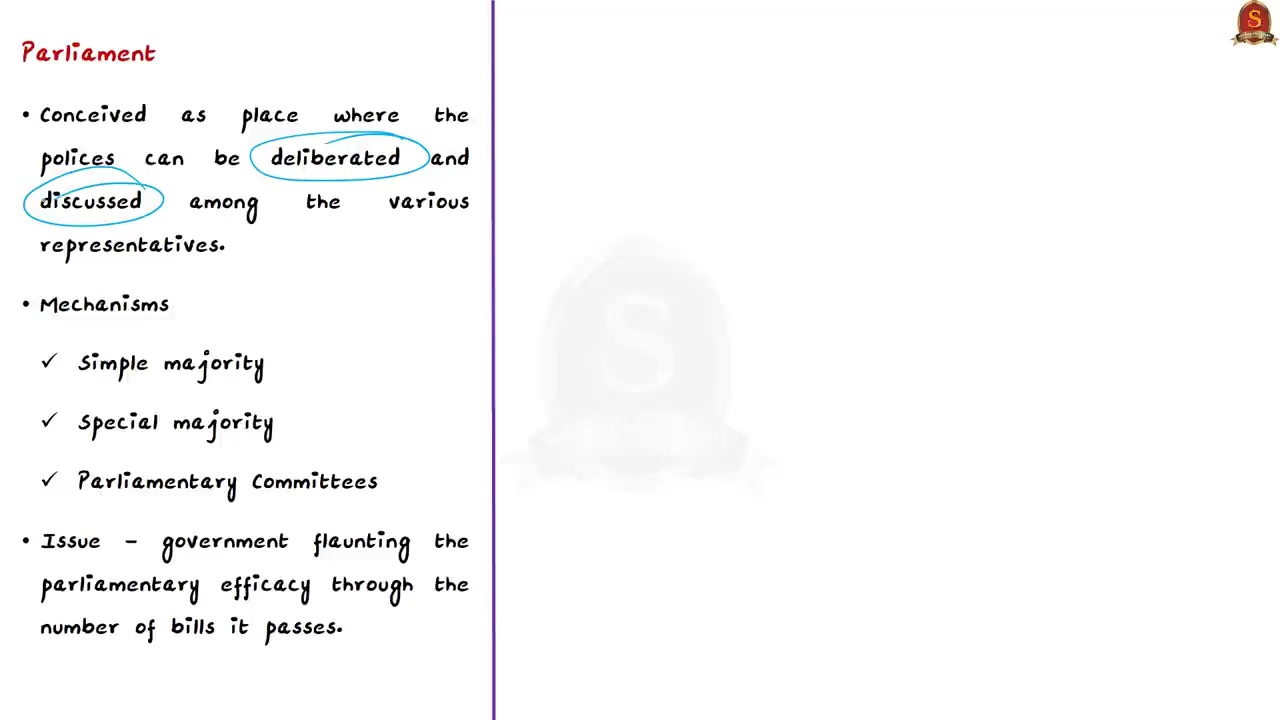 Parliament
• Conceived as place where the
polices can be deliberated and
discussed among the various
representatives.
• Mechanisms
✓ Simple majority
✓ Special majority
✓ Parliamentary Committees
• Issue – government flaunting the
parliamentary efficacy through the
number of bills it passes.
S
S